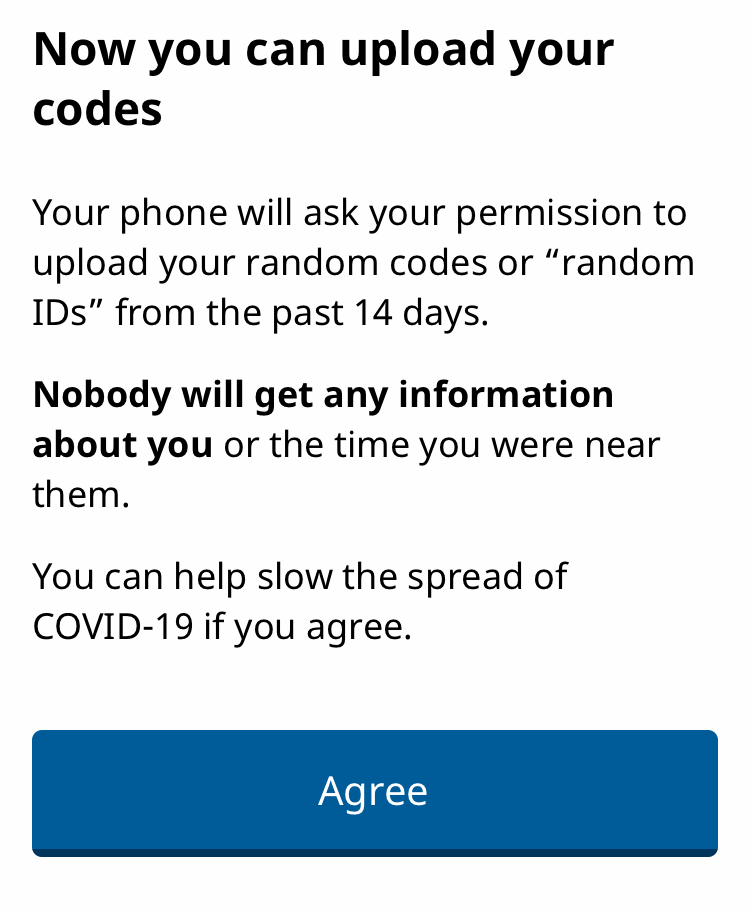 Now you can upload your
codes
Your phone will ask your permission to
upload your random codes or “random
IDs” from the past 14 days.
Nobody will get any information
about you or the time you were near
them.
You can help slow the spread of
COVID-19 if you agree.
Agree